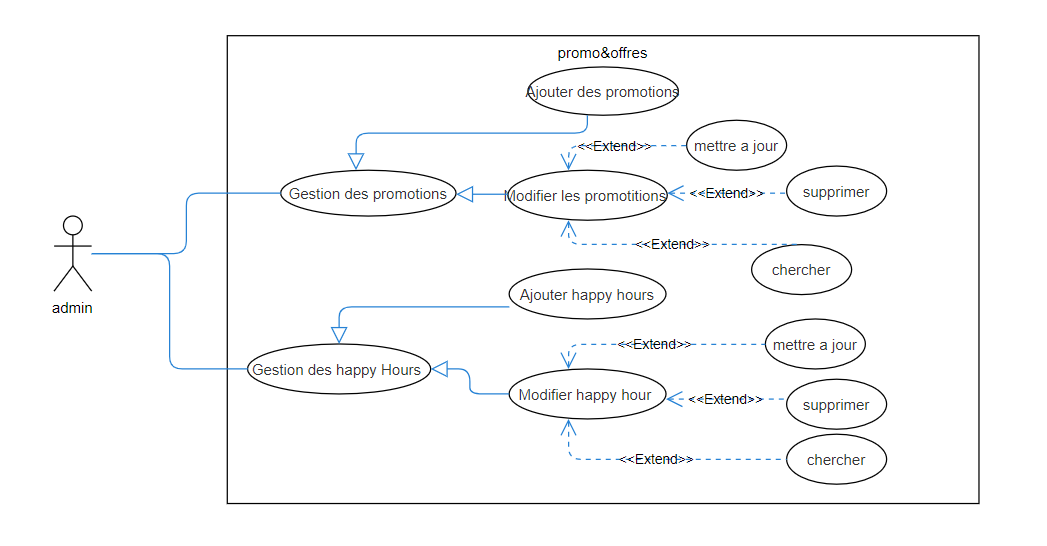 promo&offres
Ajouter des promotions
<<Extend>>
mettre a jour
Gestion des promotions
Modifier les promotitions
<<Extend>>
supprimer
<<Extend>>
chercher
admin
Ajouter happy hours
<<Extend>>
mettre a jour
Gestion des happy Hours
Modifier happy hour
<<Extend>>
supprimer
<<Extend>>
chercher